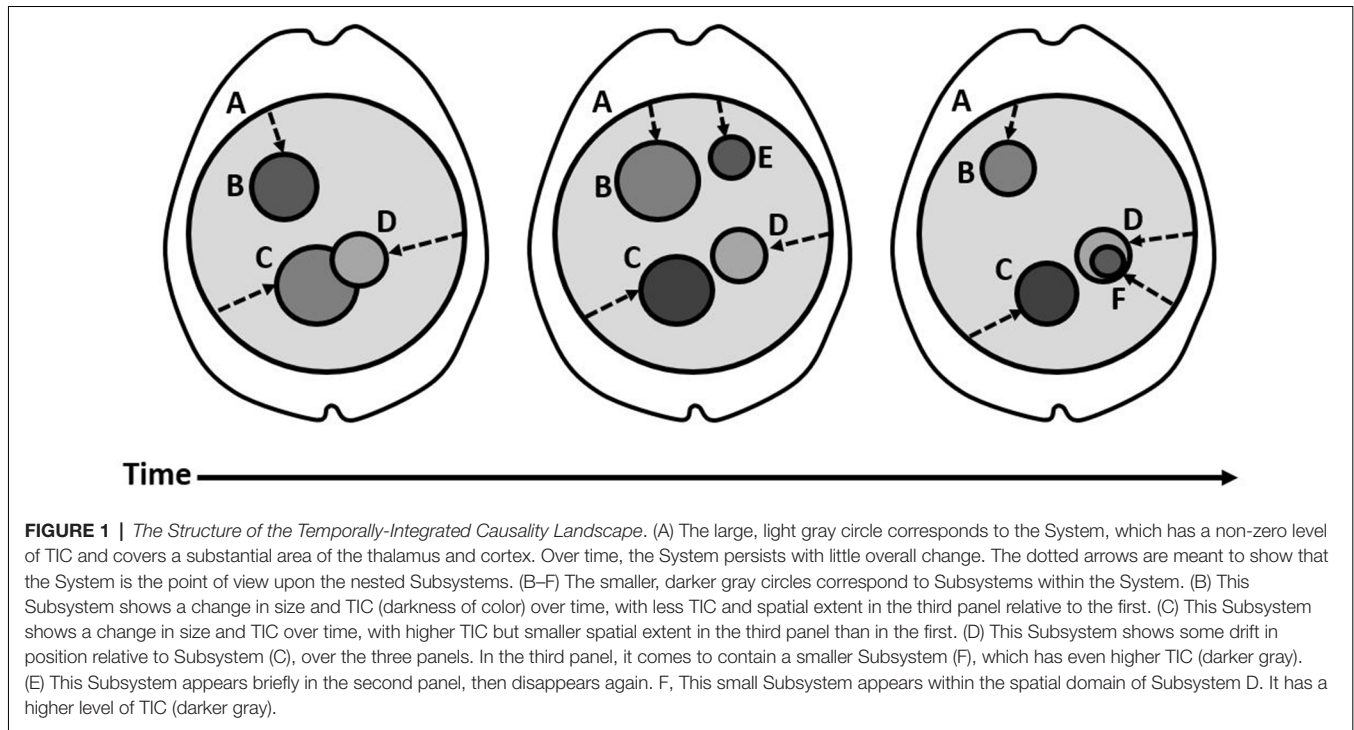 A
B
C
D
A
B
E
C
D
A
B
D
C
F
Time
FIGURE 1 | The Structure of the Temporally-Integrated Causality Landscape. (A) The large, light gray circle corresponds to the System, which has a non-zero level
of TIC and covers a substantial area of the thalamus and cortex. Over time, the System persists with little overall change. The dotted arrows are meant to show that
the System is the point of view upon the nested Subsystems. (B–F) The smaller, darker gray circles correspond to Subsystems within the System. (B) This
Subsystem shows a change in size and TIC (darkness of color) over time, with less TIC and spatial extent in the third panel relative to the first. (C) This Subsystem
shows a change in size and TIC over time, with higher TIC but smaller spatial extent in the third panel than in the first. (D) This Subsystem shows some drift in
position relative to Subsystem (C), over the three panels. In the third panel, it comes to contain a smaller Subsystem (F), which has even higher TIC (darker gray).
(E) This Subsystem appears briefly in the second panel, then disappears again. F, This small Subsystem appears within the spatial domain of Subsystem D. It has a
higher level of TIC (darker gray).